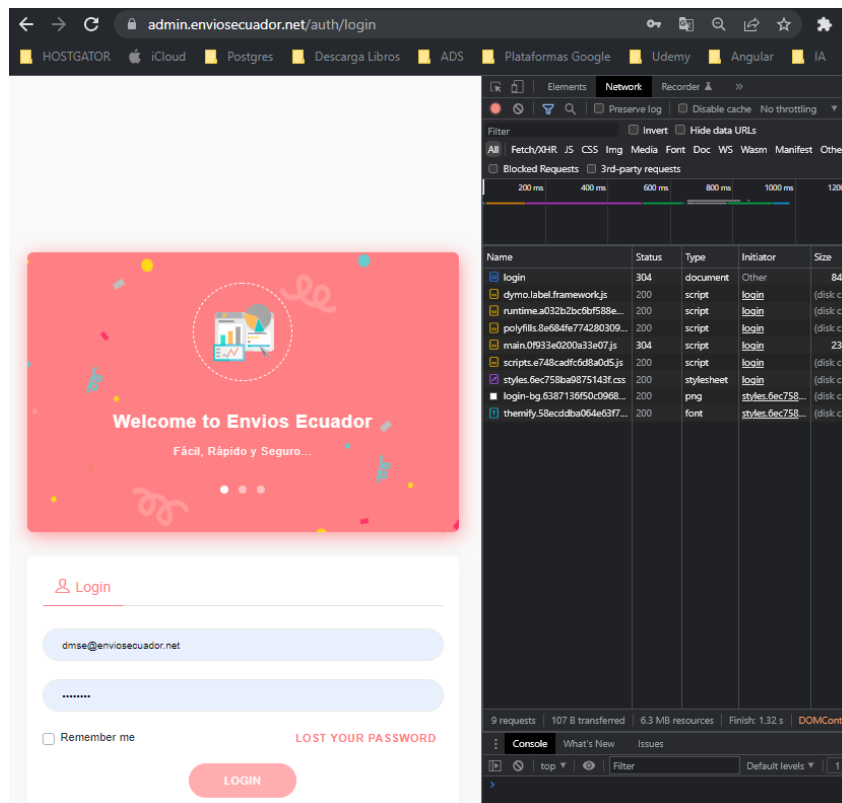 admin.enviosecuador.net/auth/login
HOSTGATOR iCloud Postgres Descarga Libros ADS Plataformas Google Udemy Angular IA
Elements Network Recorder »
Preserve log Disable cache No throttling
Filter Invert Hide data URLs
All Fetch/XHR JS CSS Img Media Font Doc WS Wasm Manifest Othe
Blocked Requests 3rd-party requests
200 ms 400 ms 600 ms 800 ms 1000 ms 120
Name Status Type Initiator Size
login 304 document Other 84
dymo.label.framework.js 200 script login (disk c
runtime.a032b2bc6bf588e... 200 script login (disk c
polyfills.8e684fe774280309... 200 script login (disk c
main.0f933e0200a33e07.js 304 script login 23
scripts.e748cadfc6d8a0d5.js 200 script login (disk c
styles.6ec758ba9875143f.css 200 stylesheet login (disk c
login-bg.6387136f50c0968... 200 png styles.6ec758... (disk c
themify.58ecddba064e63f7... 200 font styles.6ec758... (disk c
9 requests 107 B transferred 6.3 MB resources Finish: 1.32 s DOMCont
Console What's New Issues
top Filter Default levels 1
Welcome to Envios Ecuador
Fácil, Rápido y Seguro...
Login
dmse@enviosecuador.net
••••••••
Remember me LOST YOUR PASSWORD
LOGIN